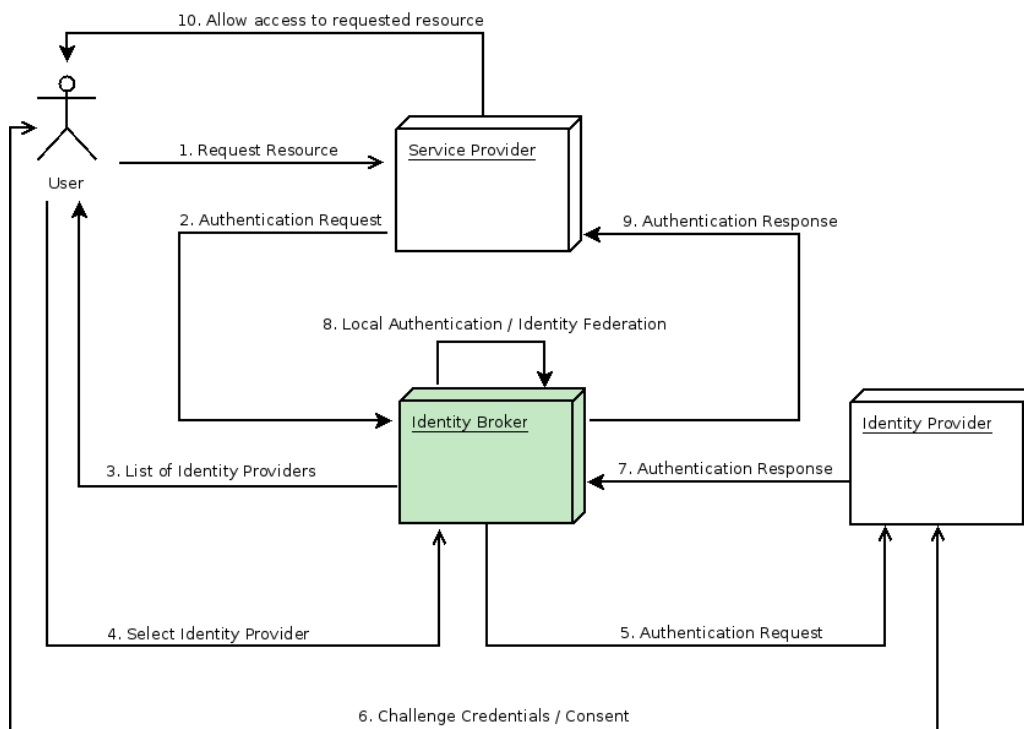 10. Allow access to requested resource
1. Request Resource
Service Provider
User
2. Authentication Request
9. Authentication Response
8. Local Authentication / Identity Federation
Identity Broker
Identity Provider
3. List of Identity Providers
7. Authentication Response
4. Select Identity Provider
5. Authentication Request
6. Challenge Credentials / Consent